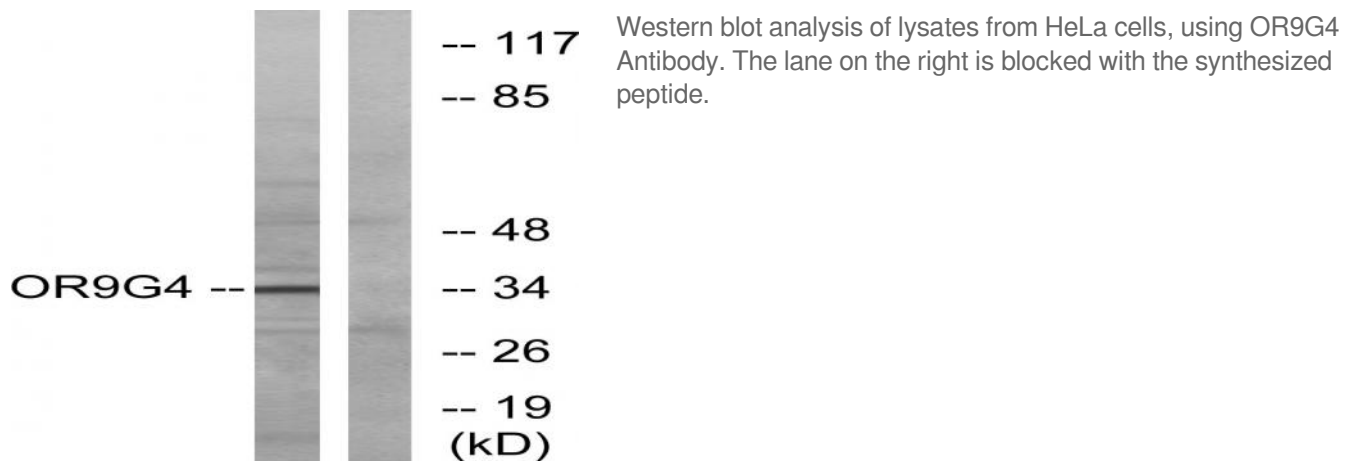 OR9G4 --
-- 117
-- 85
-- 48
-- 34
-- 26
-- 19
(kD)
Western blot analysis of lysates from HeLa cells, using OR9G4
Antibody. The lane on the right is blocked with the synthesized
peptide.